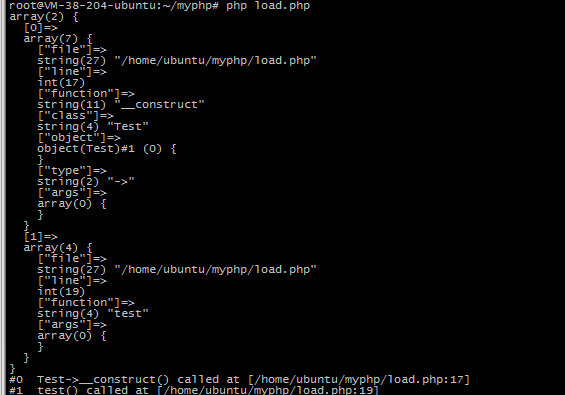 root@VM-38-204-ubuntu:~/myphp# php load.php
array(2) {
  [0]=>
  array(7) {
    ["file"]=>
    string(27) "/home/ubuntu/myphp/load.php"
    ["line"]=>
    int(17)
    ["function"]=>
    string(11) "__construct"
    ["class"]=>
    string(4) "Test"
    ["object"]=>
    object(Test)#1 (0) {
    }
    ["type"]=>
    string(2) "->"
    ["args"]=>
    array(0) {
    }
  }
  [1]=>
  array(4) {
    ["file"]=>
    string(27) "/home/ubuntu/myphp/load.php"
    ["line"]=>
    int(19)
    ["function"]=>
    string(4) "test"
    ["args"]=>
    array(0) {
    }
  }
}
#0  Test->__construct() called at [/home/ubuntu/myphp/load.php:17]
#1  test() called at [/home/ubuntu/myphp/load.php:19]